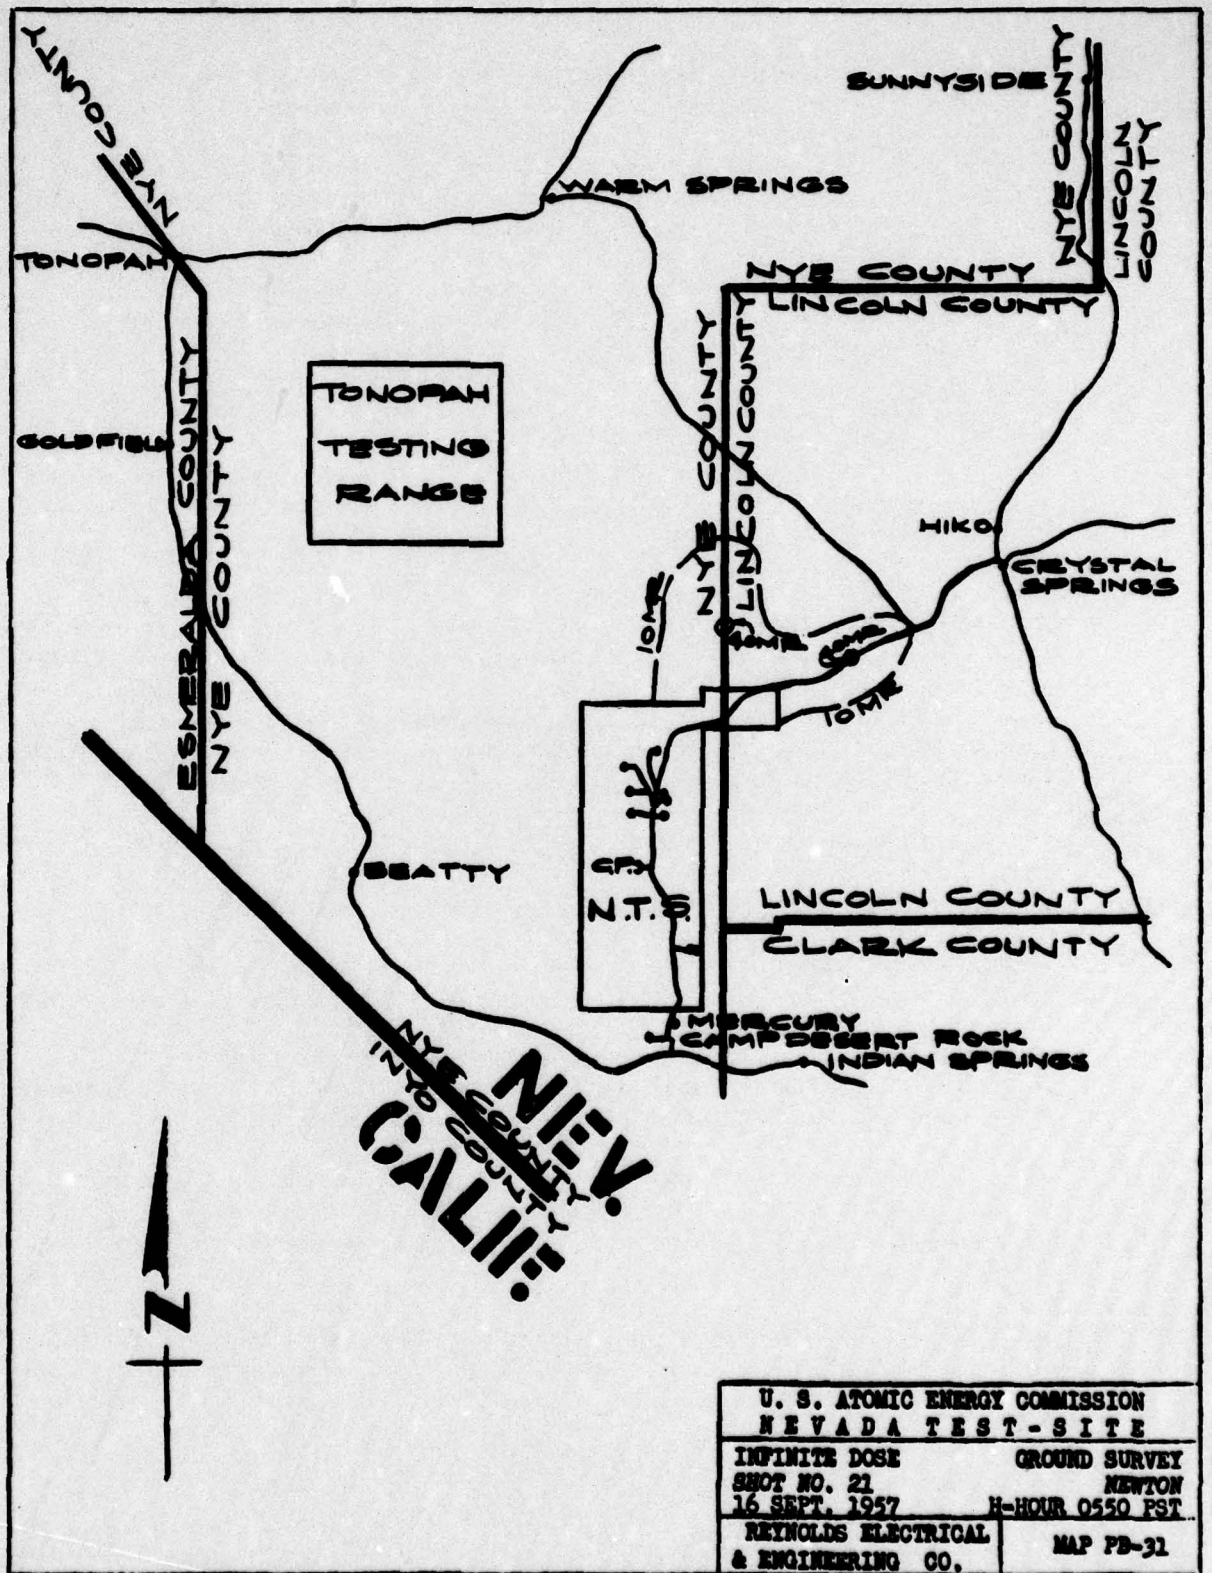 NYE COUNTY
SUNNYSIDE
NYE COUNTY
LINCOLN
COUNTY
WARM SPRINGS
TONOPAH
NYE COUNTY
LINCOLN COUNTY
NYE COUNTY
LINCOLN COUNTY
TONOPAH
TESTING
RANGE
GOLDFIELD
ESMERALDA COUNTY
NYE COUNTY
HIKO
CRYSTAL
SPRINGS
10MR
40MR
40MR
10MR
BEATTY
C.P.
N.T.S.
LINCOLN COUNTY
CLARK COUNTY
MERCURY
CAMP DESERT ROCK
INDIAN SPRINGS
NYE COUNTY
INYO COUNTY
NEV.
CALIF.
N
U. S. ATOMIC ENERGY COMMISSION
NEVADA TEST-SITE
INFINITE DOSE GROUND SURVEY
SHOT NO. 21 NEWTON
16 SEPT. 1957 H-HOUR 0550 PST
REYNOLDS ELECTRICAL
& ENGINEERING CO.
MAP PB-31